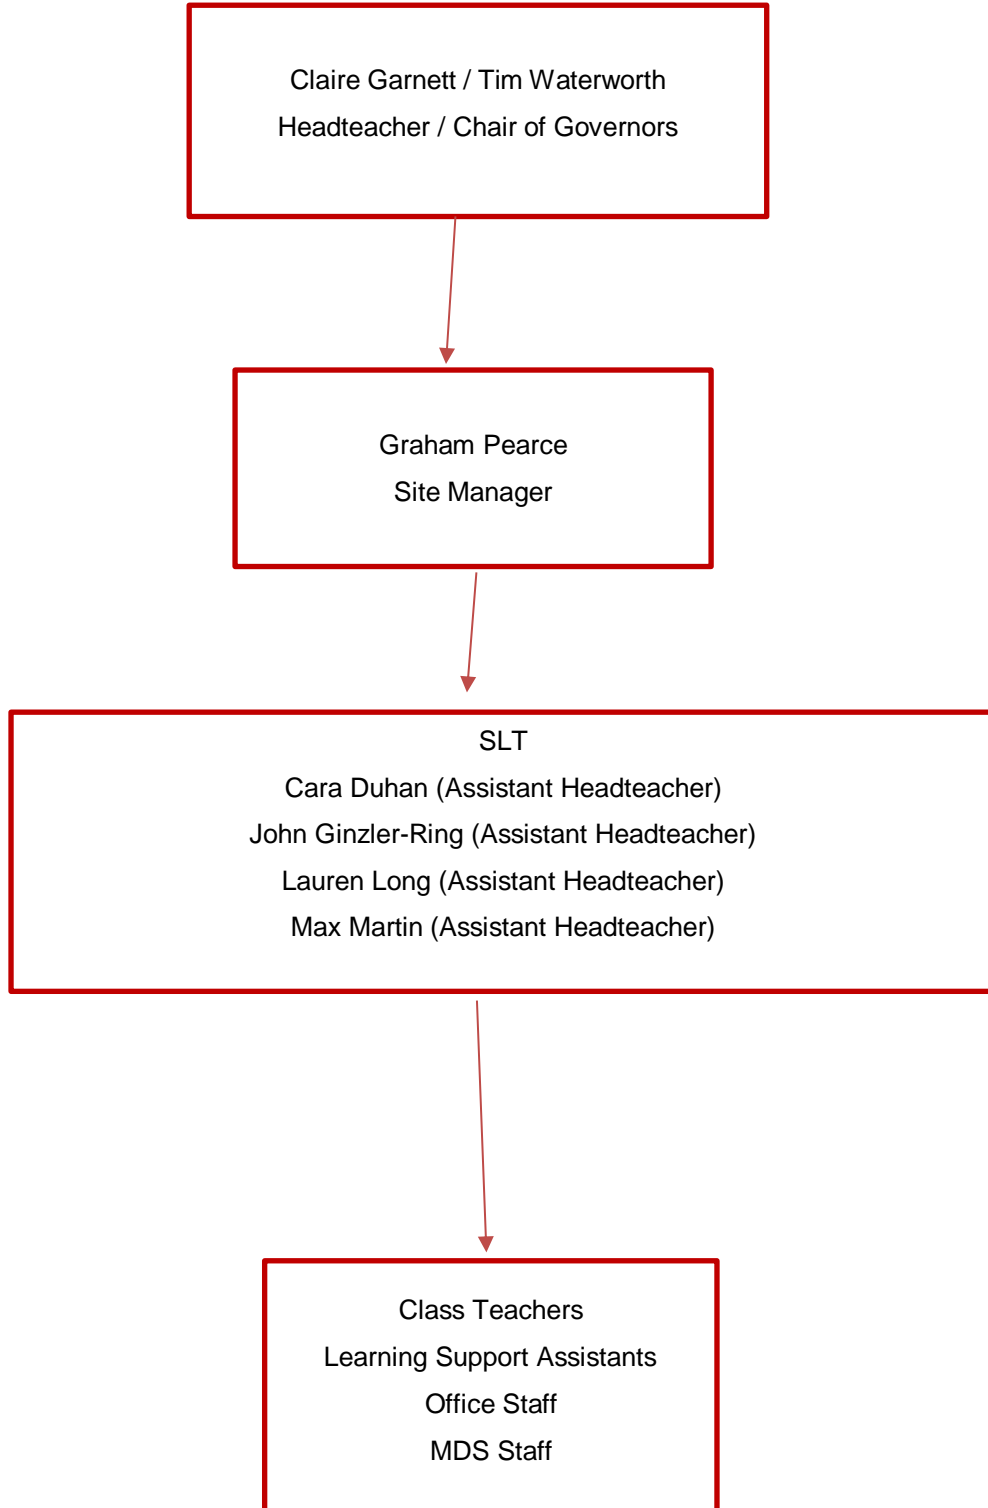 Claire Garnett / Tim Waterworth
Headteacher / Chair of Governors
Graham Pearce
Site Manager
SLT
Cara Duhan (Assistant Headteacher)
John Ginzler-Ring (Assistant Headteacher)
Lauren Long (Assistant Headteacher)
Max Martin (Assistant Headteacher)
Class Teachers
Learning Support Assistants
Office Staff
MDS Staff